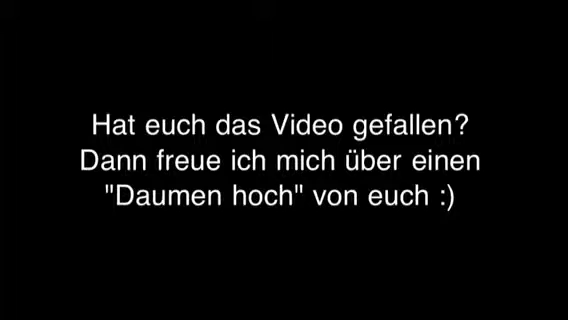 Hat euch das Video gefallen?
Dann freue ich mich über einen
"Daumen hoch" von euch :)